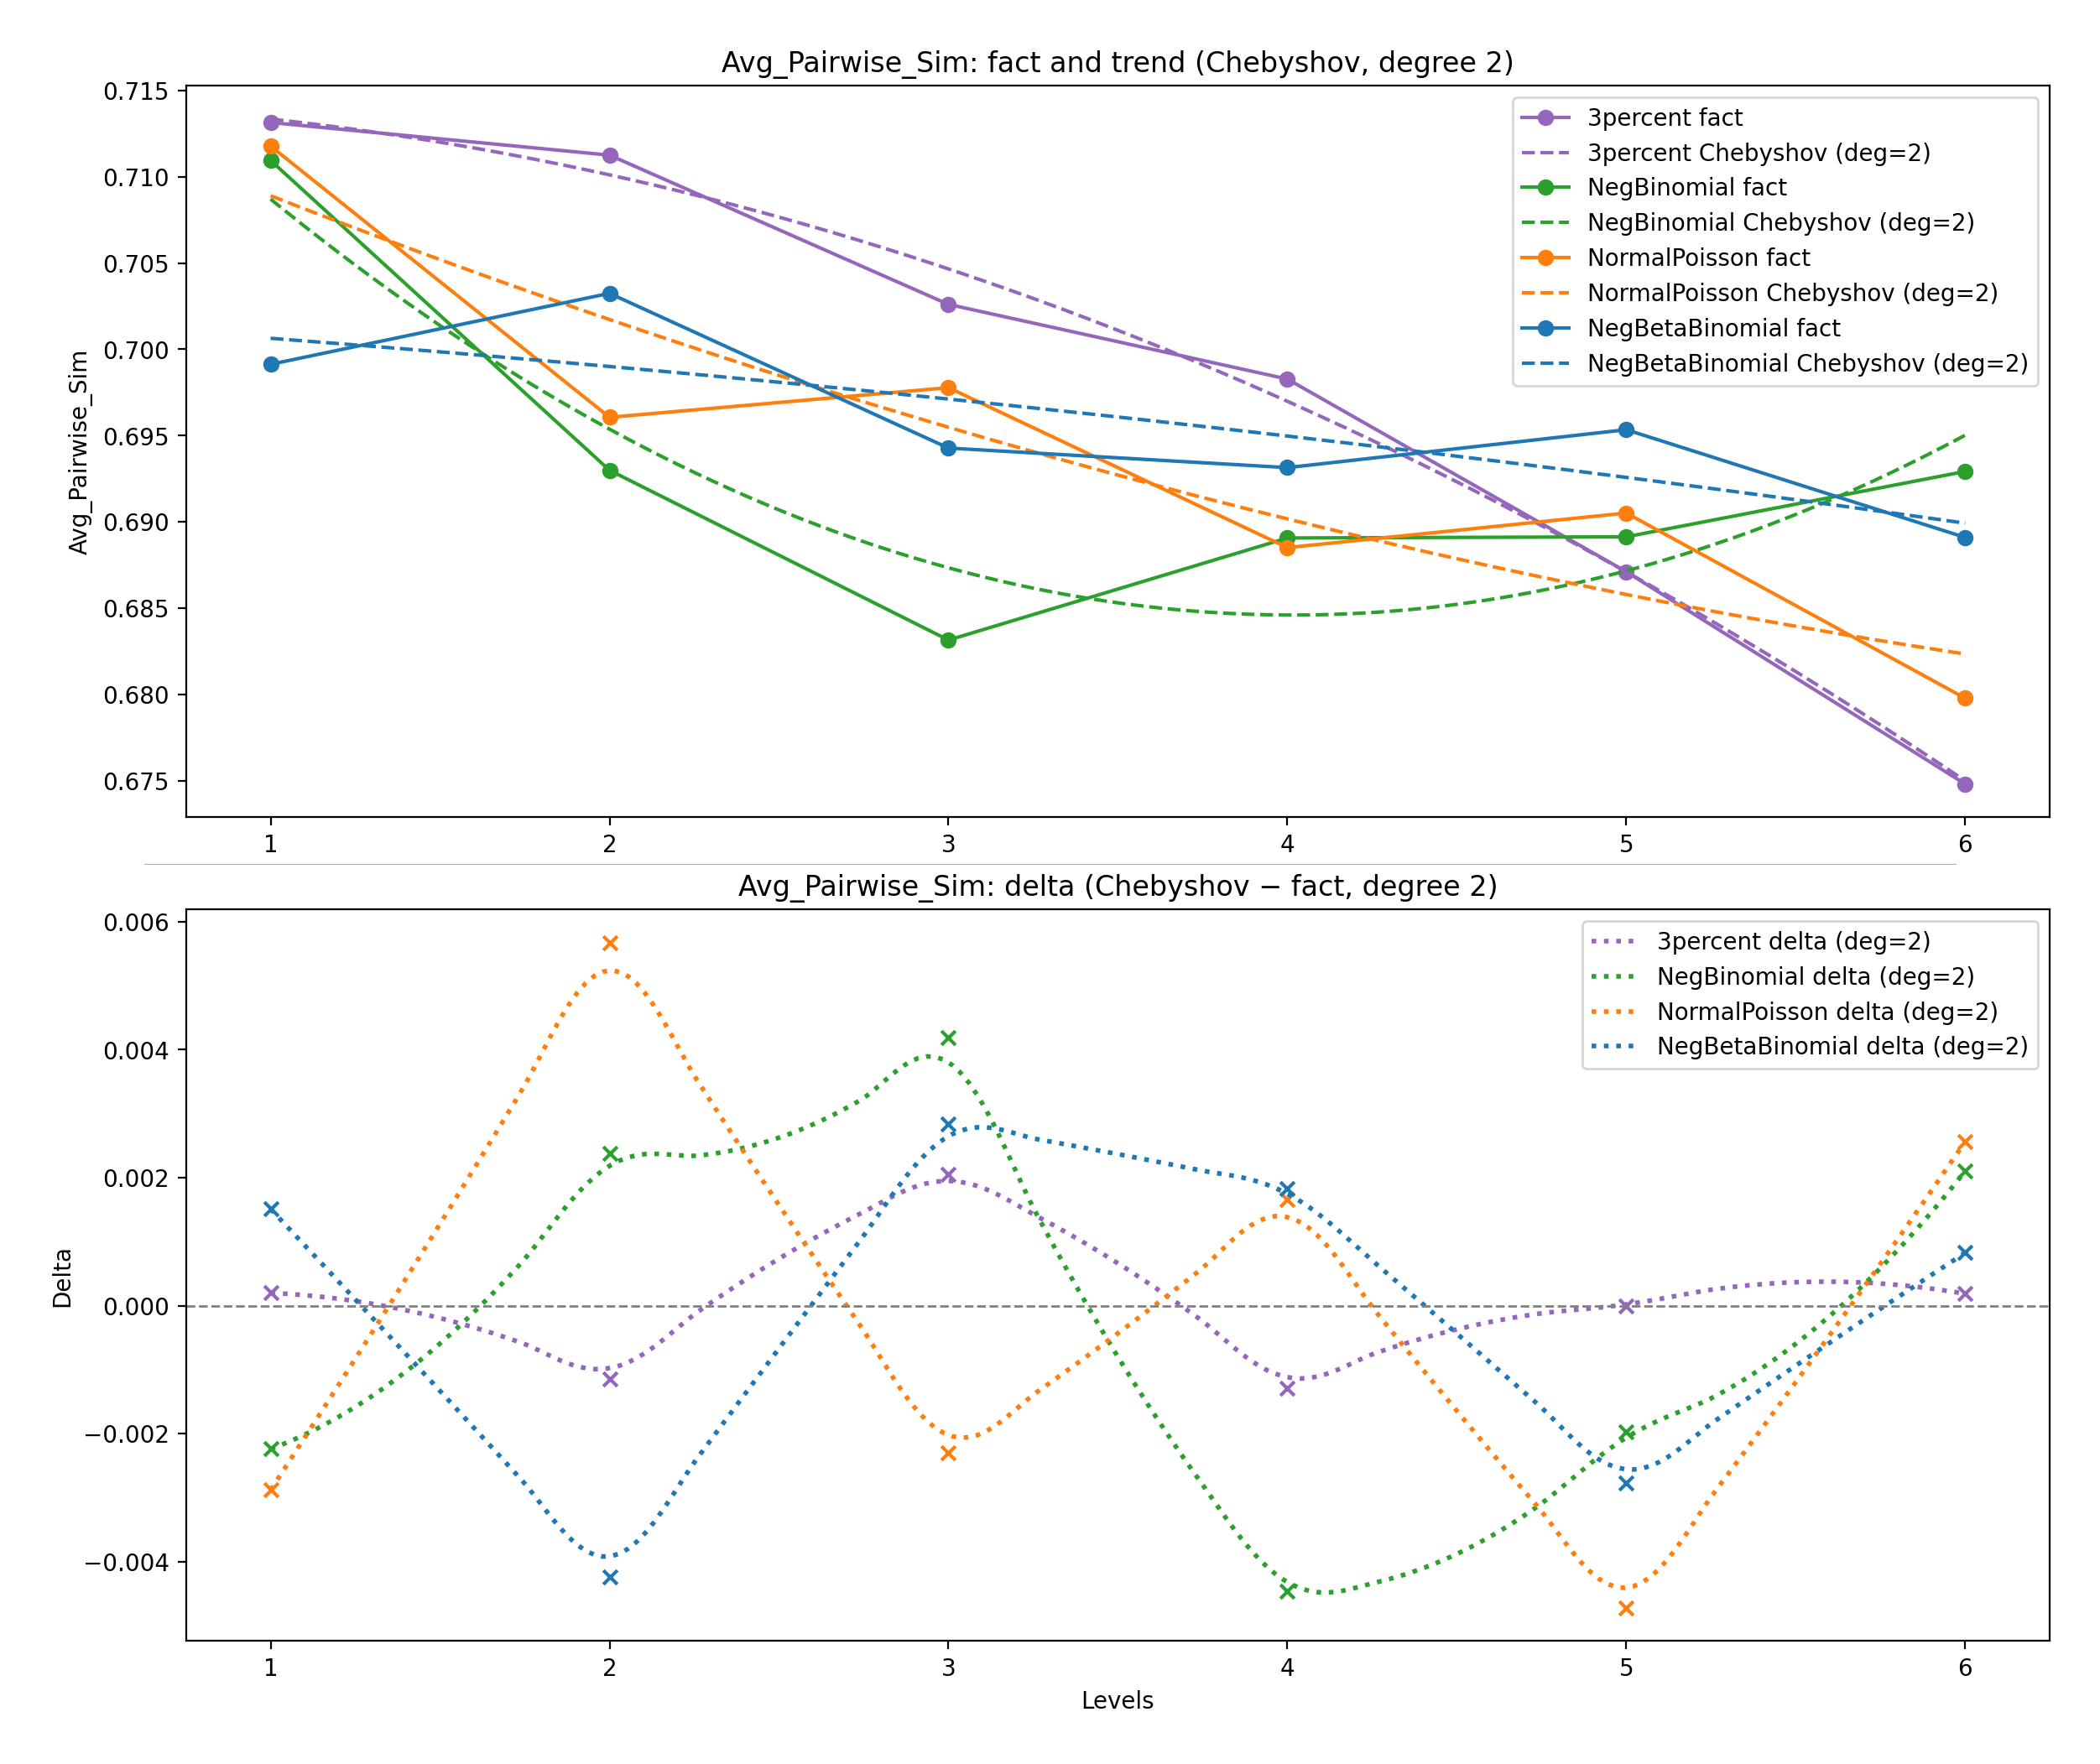 Avg_Pairwise_Sim: fact and trend (Chebyshov, degree 2)
Avg_Pairwise_Sim
0.715
0.710
0.705
0.700
0.695
0.690
0.685
0.680
0.675
3percent fact
3percent Chebyshov (deg=2)
NegBinomial fact
NegBinomial Chebyshov (deg=2)
NormalPoisson fact
NormalPoisson Chebyshov (deg=2)
NegBetaBinomial fact
NegBetaBinomial Chebyshov (deg=2)
1 2 3 4 5 6
Avg_Pairwise_Sim: delta (Chebyshov − fact, degree 2)
Delta
0.006
0.004
0.002
0.000
−0.002
−0.004
3percent delta (deg=2)
NegBinomial delta (deg=2)
NormalPoisson delta (deg=2)
NegBetaBinomial delta (deg=2)
1 2 3 4 5 6
Levels